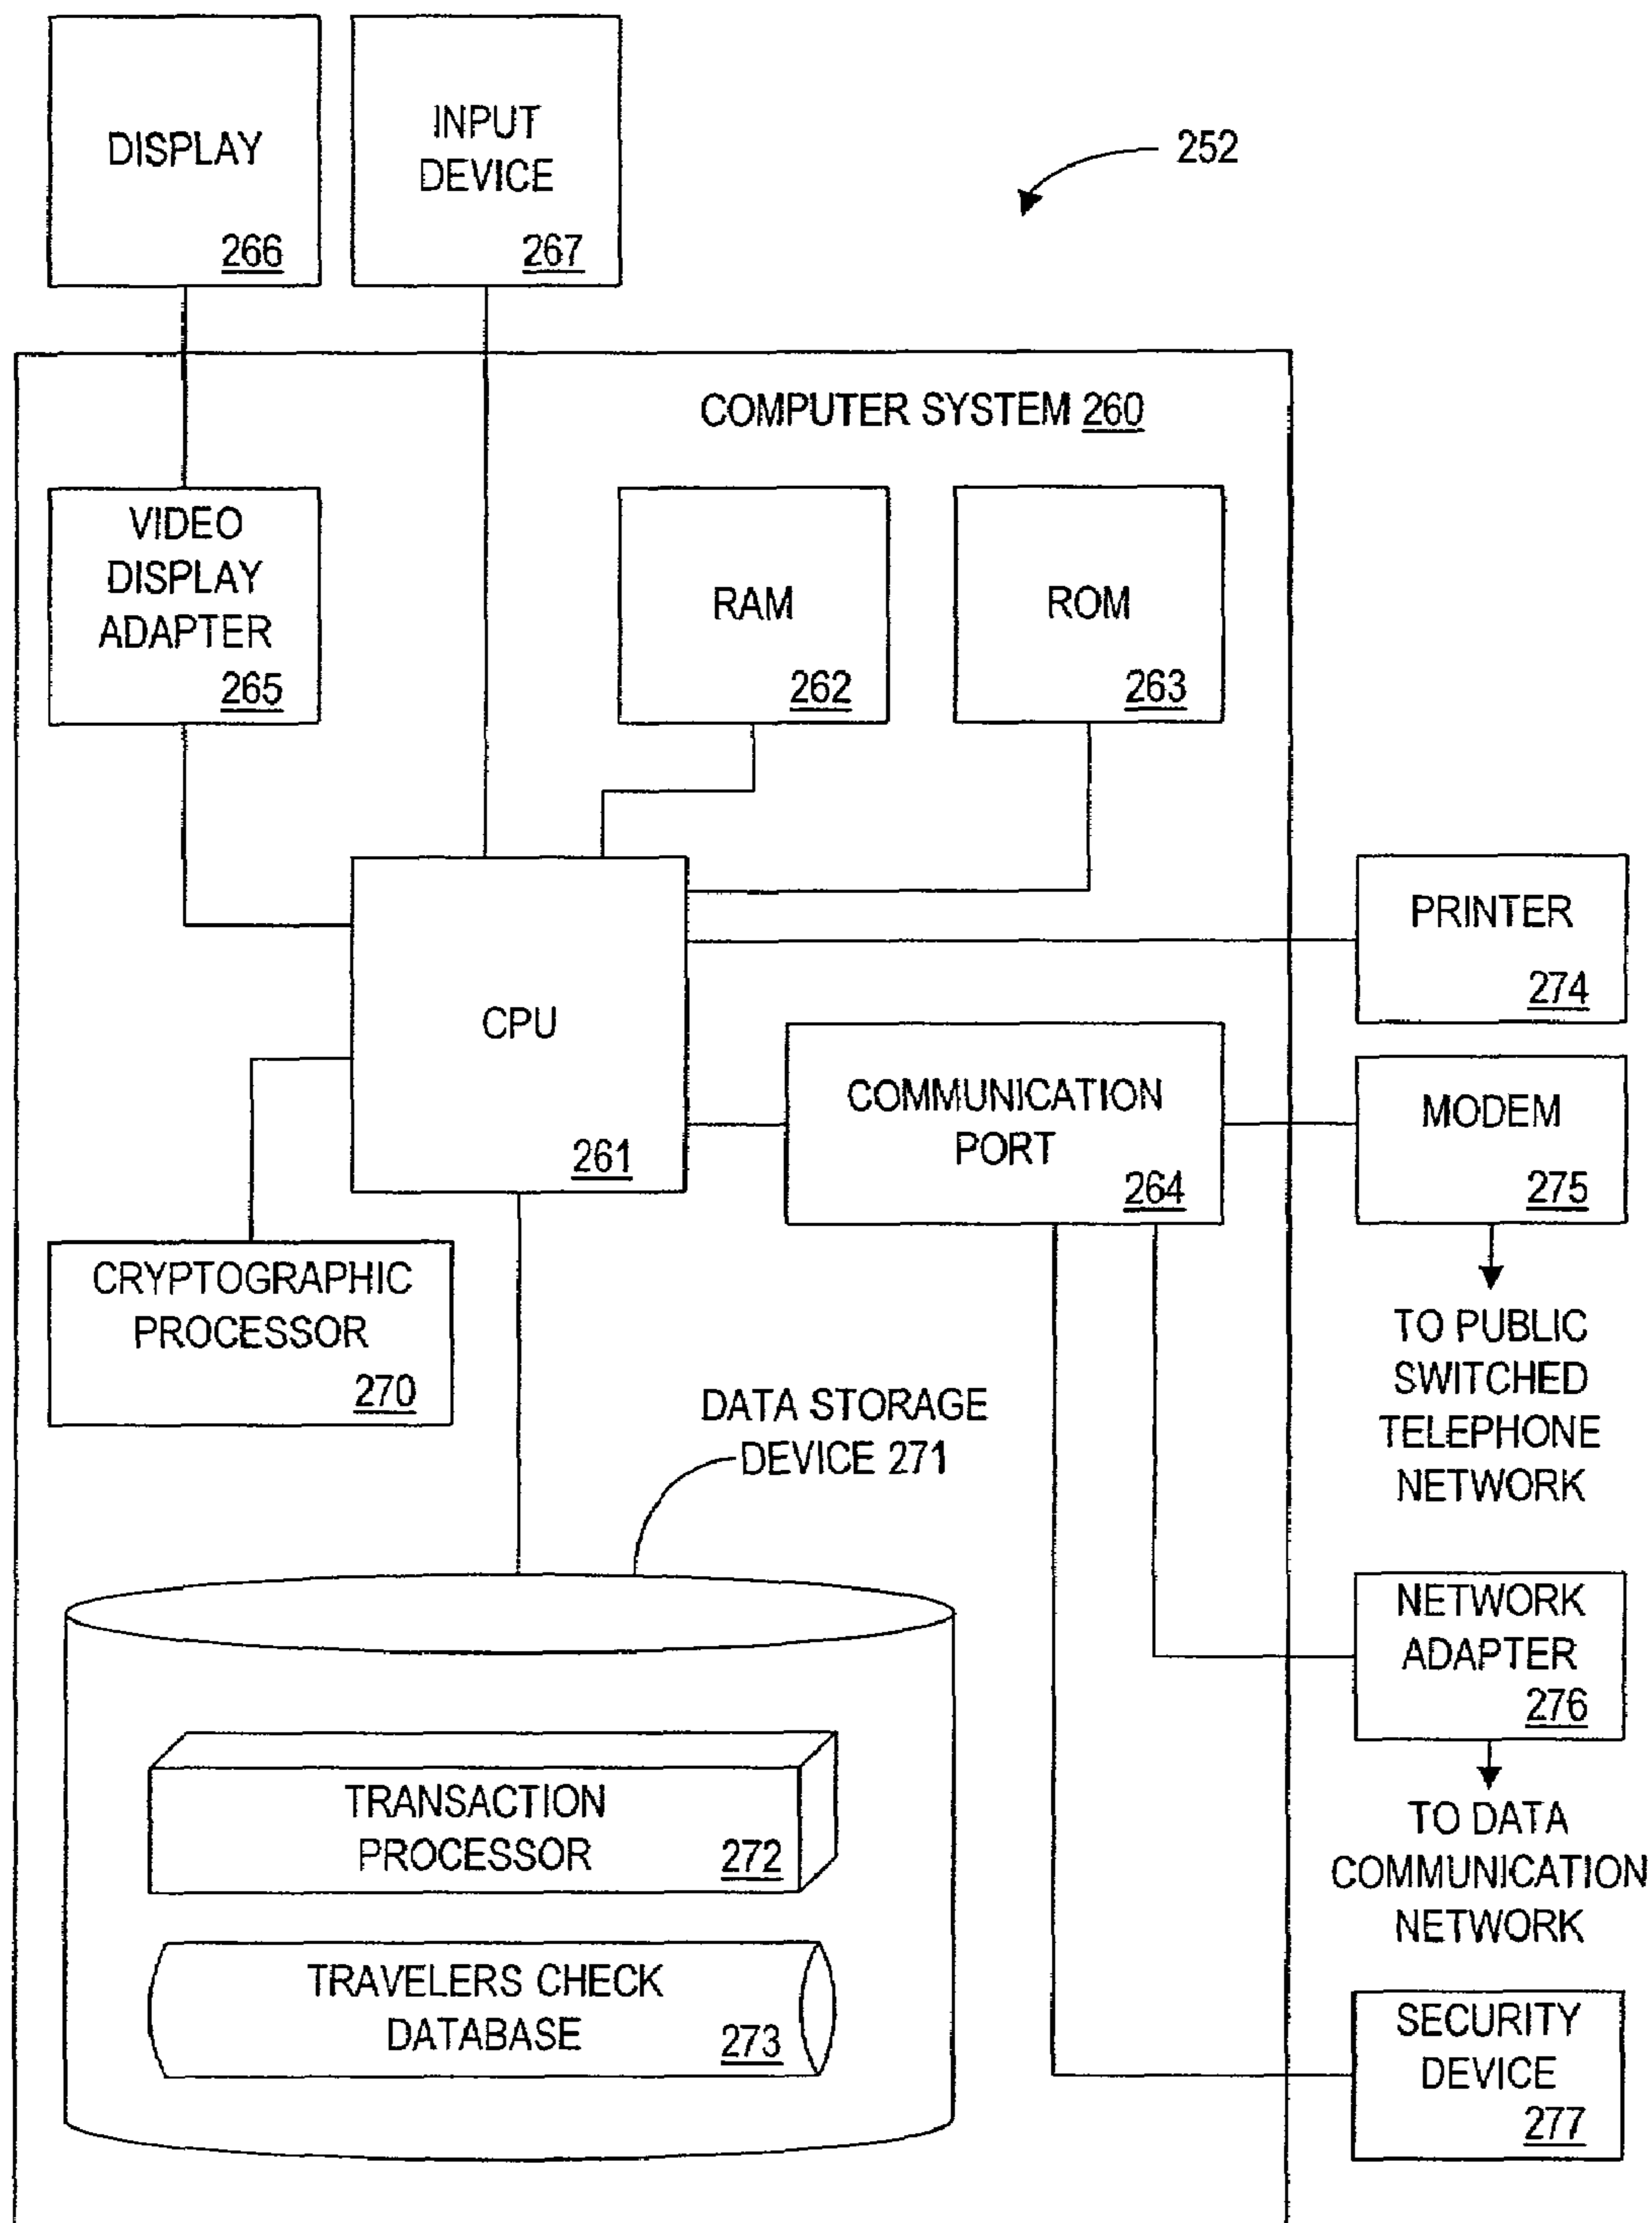 DISPLAY
266
INPUT
DEVICE
267
252
COMPUTER SYSTEM 260
VIDEO
DISPLAY
ADAPTER
265
RAM
262
ROM
263
CPU
261
PRINTER
274
COMMUNICATION
PORT
264
MODEM
275
TO PUBLIC
SWITCHED
TELEPHONE
NETWORK
CRYPTOGRAPHIC
PROCESSOR
270
DATA STORAGE
DEVICE 271
NETWORK
ADAPTER
276
TO DATA
COMMUNICATION
NETWORK
TRANSACTION
PROCESSOR 272
TRAVELERS CHECK
DATABASE 273
SECURITY
DEVICE
277